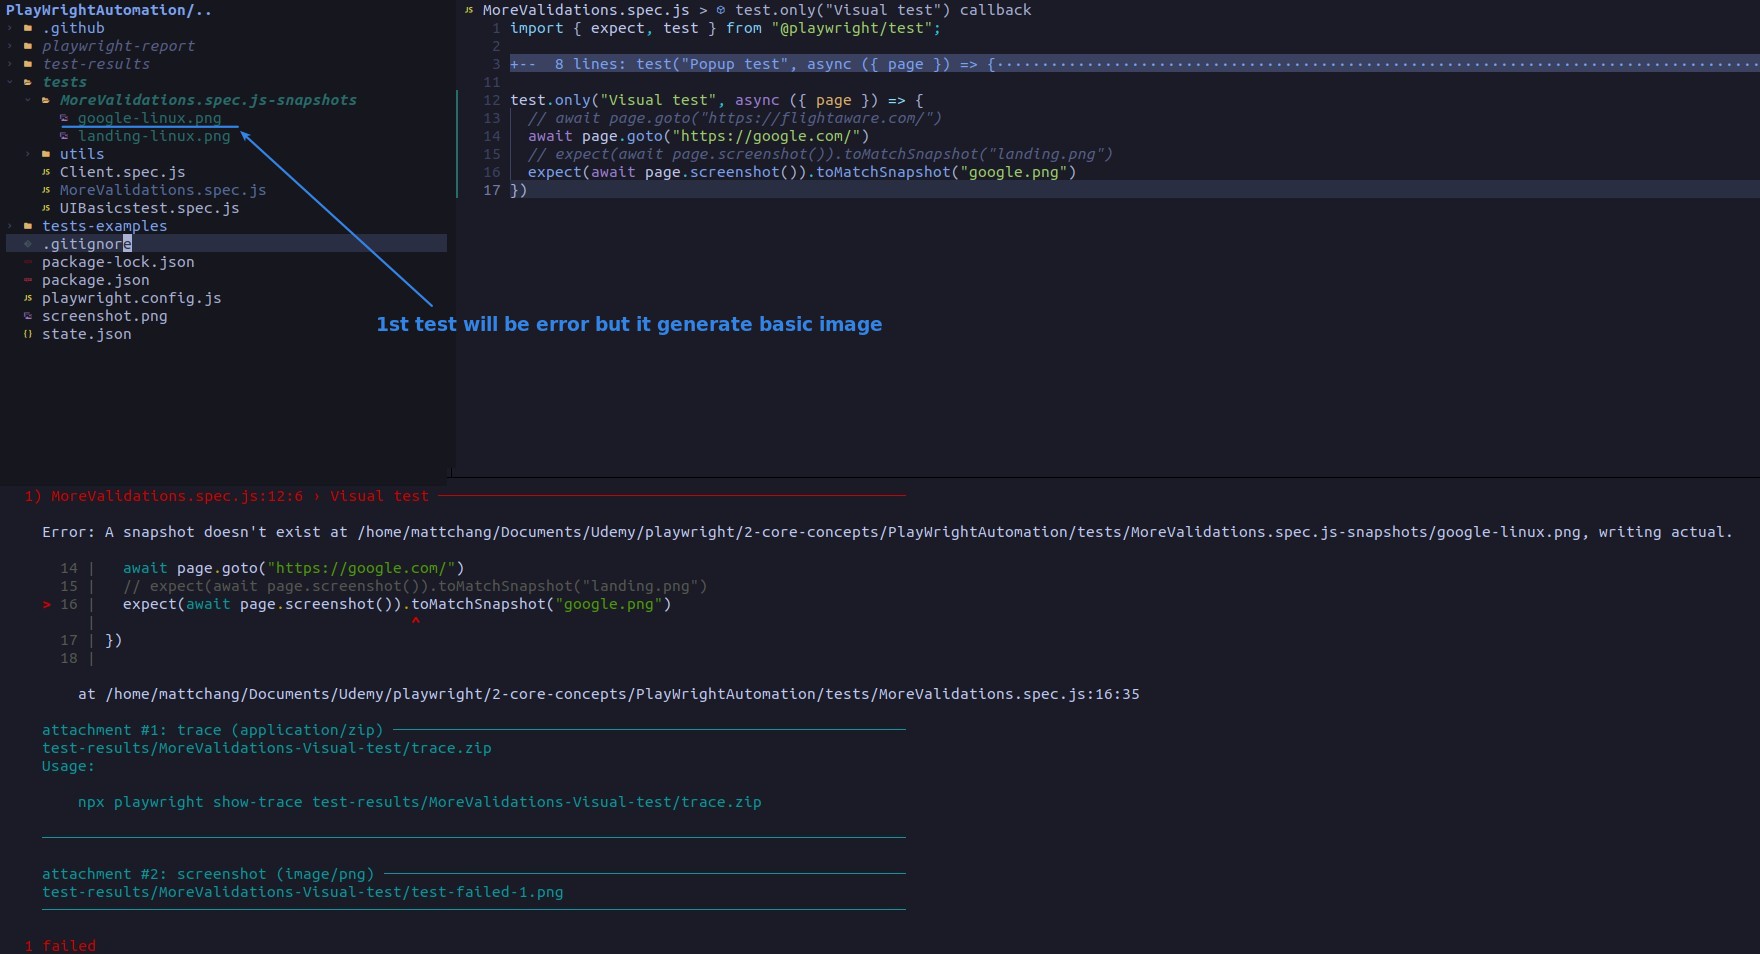 PlayWrightAutomation/..
.github
playwright-report
test-results
tests
MoreValidations.spec.js-snapshots
google-linux.png
landing-linux.png
utils
JS Client.spec.js
JS MoreValidations.spec.js
JS UIBasicstest.spec.js
tests-examples
.gitignore
package-lock.json
package.json
JS playwright.config.js
screenshot.png
{} state.json
JS MoreValidations.spec.js > test.only("Visual test") callback
1 import { expect, test } from "@playwright/test";
2
3 +--  8 lines: test("Popup test", async ({ page }) => {································································
11
12 test.only("Visual test", async ({ page }) => {
13   // await page.goto("https://flightaware.com/")
14   await page.goto("https://google.com/")
15   // expect(await page.screenshot()).toMatchSnapshot("landing.png")
16   expect(await page.screenshot()).toMatchSnapshot("google.png")
17 })
1st test will be error but it generate basic image
1) MoreValidations.spec.js:12:6 › Visual test ────────────────────
Error: A snapshot doesn't exist at /home/mattchang/Documents/Udemy/playwright/2-core-concepts/PlayWrightAutomation/tests/MoreValidations.spec.js-snapshots/google-linux.png, writing actual.
14 |   await page.goto("https://google.com/")
15 |   // expect(await page.screenshot()).toMatchSnapshot("landing.png")
> 16 |   expect(await page.screenshot()).toMatchSnapshot("google.png")
|                                   ^
17 | })
18 |
at /home/mattchang/Documents/Udemy/playwright/2-core-concepts/PlayWrightAutomation/tests/MoreValidations.spec.js:16:35
attachment #1: trace (application/zip) ────────────────────
test-results/MoreValidations-Visual-test/trace.zip
Usage:
npx playwright show-trace test-results/MoreValidations-Visual-test/trace.zip
attachment #2: screenshot (image/png) ────────────────────
test-results/MoreValidations-Visual-test/test-failed-1.png
1 failed